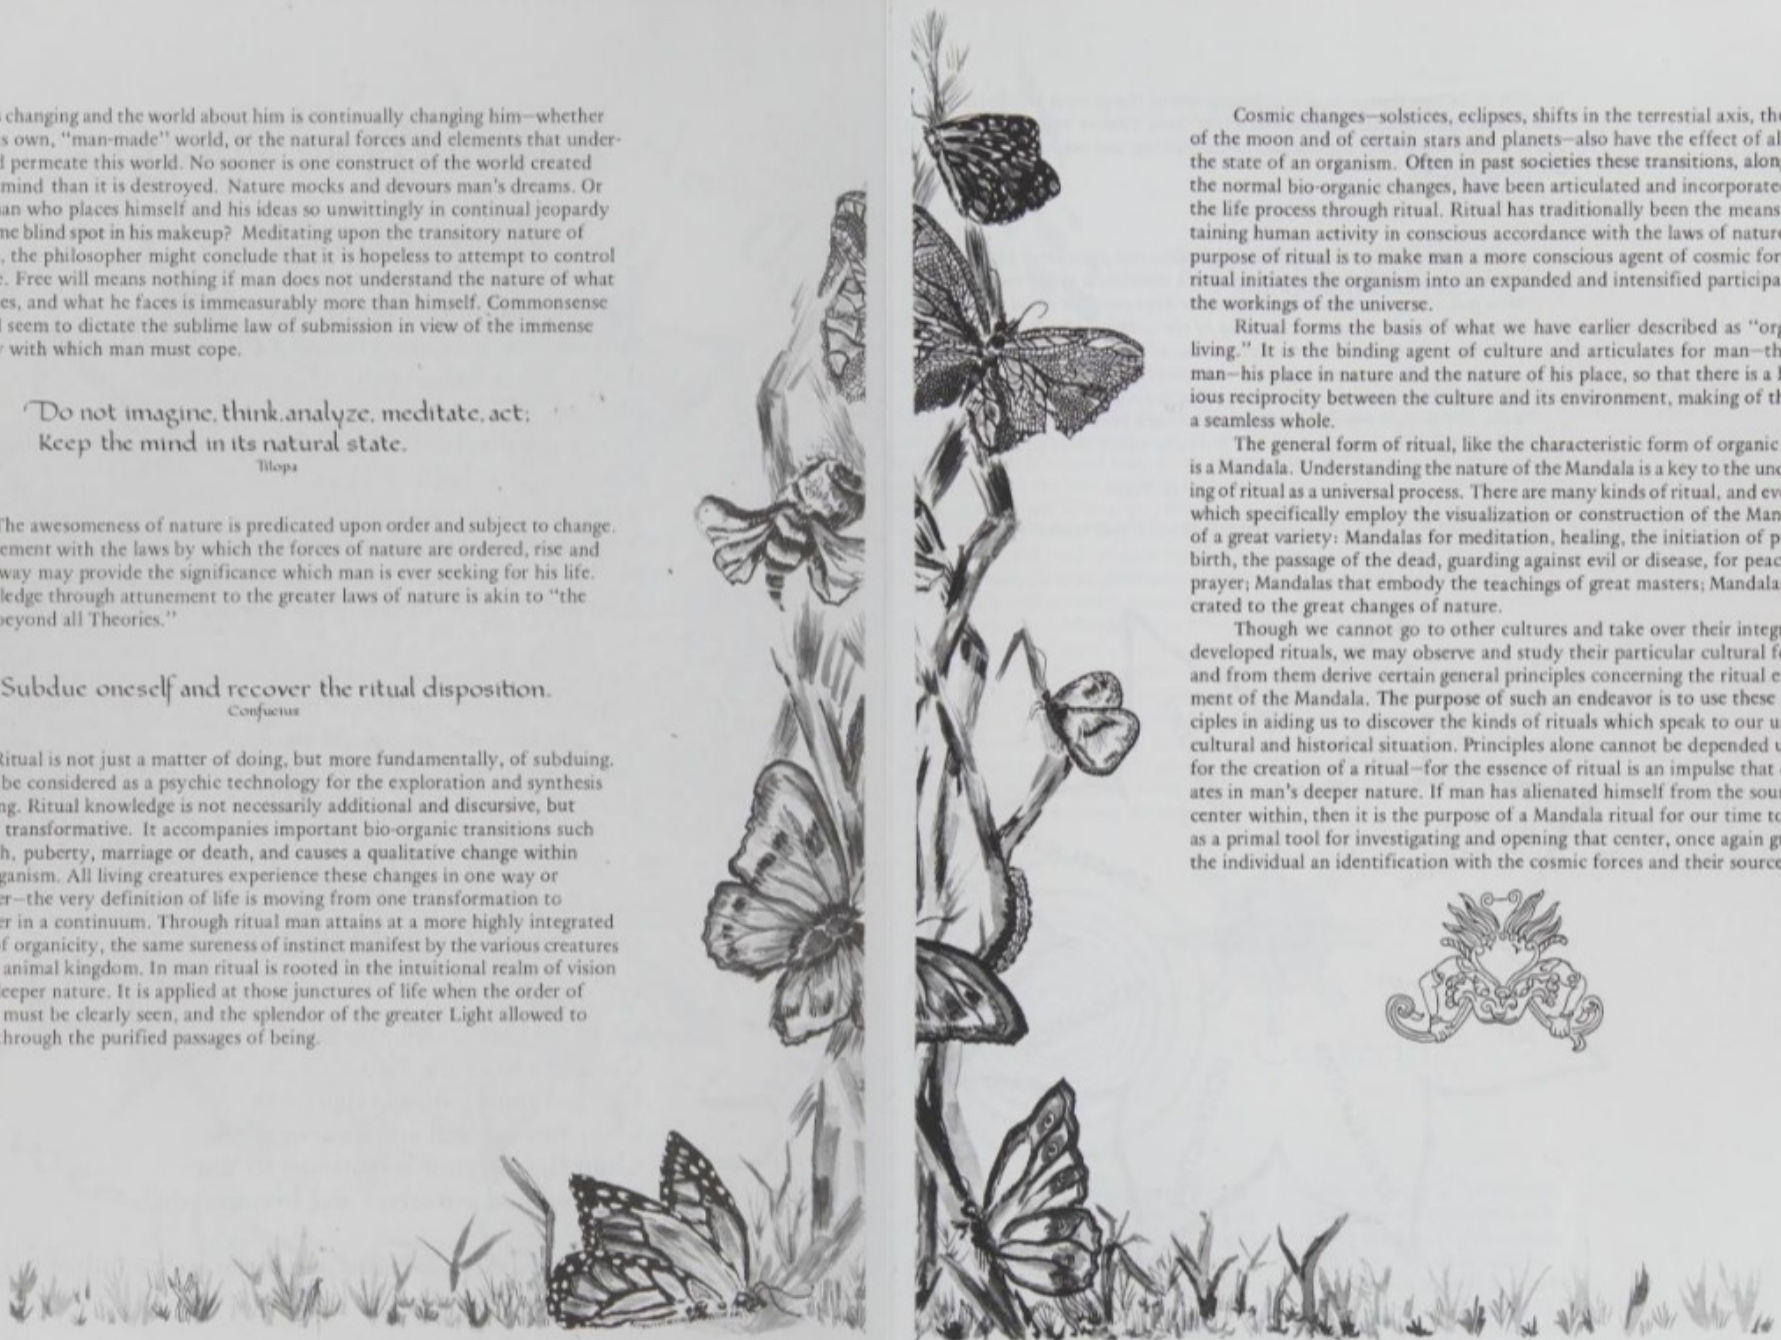 changing and the world about him is continually changing him—whether
s own, "man-made" world, or the natural forces and elements that under-
permeate this world. No sooner is one construct of the world created
mind than it is destroyed. Nature mocks and devours man's dreams. Or
an who places himself and his ideas so unwittingly in continual jeopardy
ne blind spot in his makeup? Meditating upon the transitory nature of
, the philosopher might conclude that it is hopeless to attempt to control
. Free will means nothing if man does not understand the nature of what
es, and what he faces is immeasurably more than himself. Commonsense
seem to dictate the sublime law of submission in view of the immense
with which man must cope.
Do not imagine, think, analyze, meditate, act;
Keep the mind in its natural state.
Tilopa
The awesomeness of nature is predicated upon order and subject to change.
ement with the laws by which the forces of nature are ordered, rise and
way may provide the significance which man is ever seeking for his life.
ledge through attunement to the greater laws of nature is akin to "the
beyond all Theories."
Subdue oneself and recover the ritual disposition.
Confucius
Ritual is not just a matter of doing, but more fundamentally, of subduing.
be considered as a psychic technology for the exploration and synthesis
ng. Ritual knowledge is not necessarily additional and discursive, but
transformative. It accompanies important bio-organic transitions such
h, puberty, marriage or death, and causes a qualitative change within
ganism. All living creatures experience these changes in one way or
er—the very definition of life is moving from one transformation to
er in a continuum. Through ritual man attains at a more highly integrated
f organicity, the same sureness of instinct manifest by the various creatures
animal kingdom. In man ritual is rooted in the intuitional realm of vision
eeper nature. It is applied at those junctures of life when the order of
must be clearly seen, and the splendor of the greater Light allowed to
through the purified passages of being.
Cosmic changes—solstices, eclipses, shifts in the terrestial axis, the
of the moon and of certain stars and planets—also have the effect of al
the state of an organism. Often in past societies these transitions, alon
the normal bio-organic changes, have been articulated and incorporate
the life process through ritual. Ritual has traditionally been the means
taining human activity in conscious accordance with the laws of nature
purpose of ritual is to make man a more conscious agent of cosmic for
ritual initiates the organism into an expanded and intensified participa
the workings of the universe.
Ritual forms the basis of what we have earlier described as "org
living." It is the binding agent of culture and articulates for man—th
man—his place in nature and the nature of his place, so that there is a
ious reciprocity between the culture and its environment, making of th
a seamless whole.
The general form of ritual, like the characteristic form of organic
is a Mandala. Understanding the nature of the Mandala is a key to the und
ing of ritual as a universal process. There are many kinds of ritual, and ev
which specifically employ the visualization or construction of the Man
of a great variety: Mandalas for meditation, healing, the initiation of p
birth, the passage of the dead, guarding against evil or disease, for peac
prayer; Mandalas that embody the teachings of great masters; Mandala
crated to the great changes of nature.
Though we cannot go to other cultures and take over their integ
developed rituals, we may observe and study their particular cultural f
and from them derive certain general principles concerning the ritual e
ment of the Mandala. The purpose of such an endeavor is to use these
ciples in aiding us to discover the kinds of rituals which speak to our u
cultural and historical situation. Principles alone cannot be depended u
for the creation of a ritual—for the essence of ritual is an impulse that
ates in man's deeper nature. If man has alienated himself from the sour
center within, then it is the purpose of a Mandala ritual for our time to
as a primal tool for investigating and opening that center, once again g
the individual an identification with the cosmic forces and their source